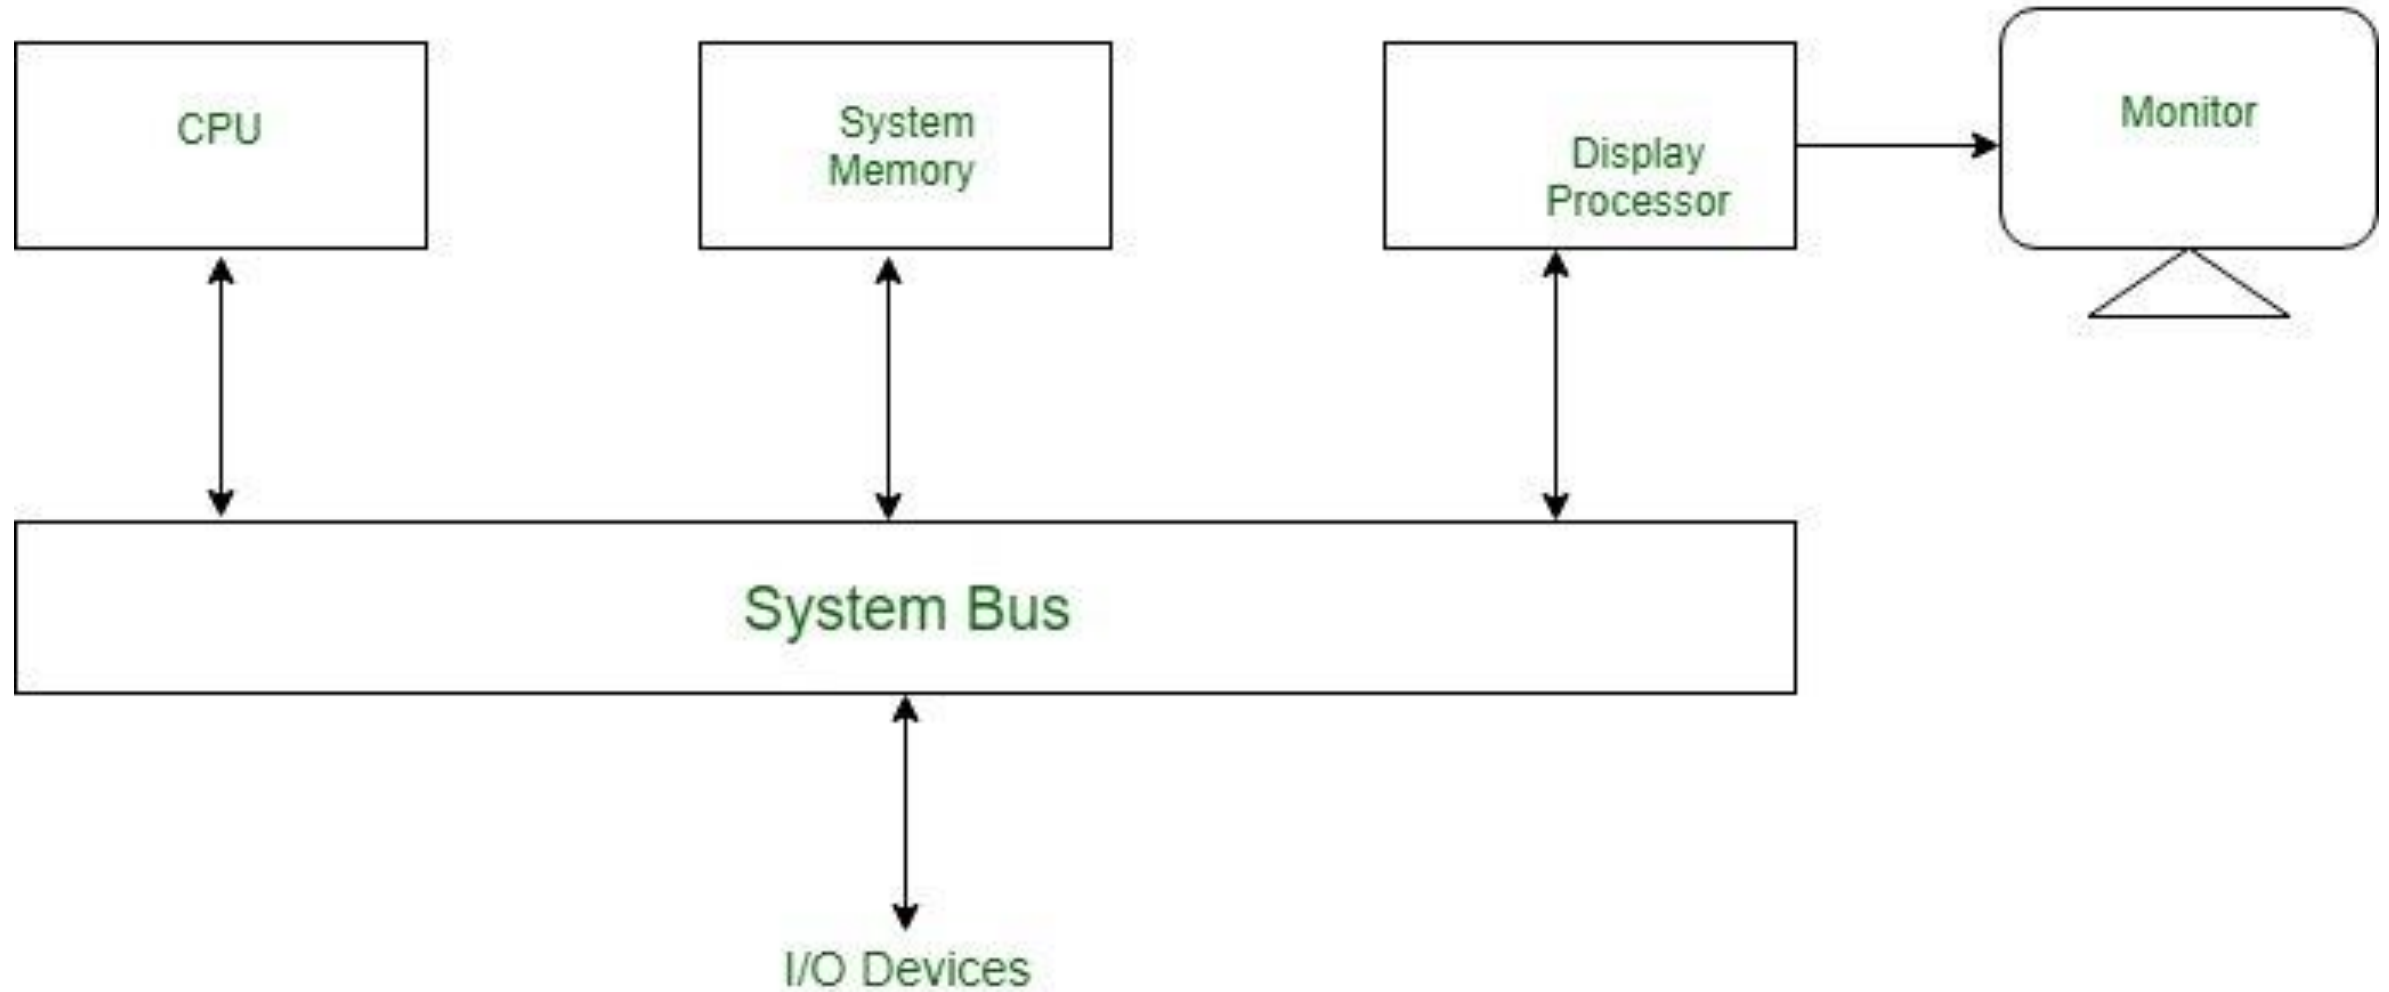 CPU
System
Memory
Display
Processor
Monitor
System Bus
I/O Devices